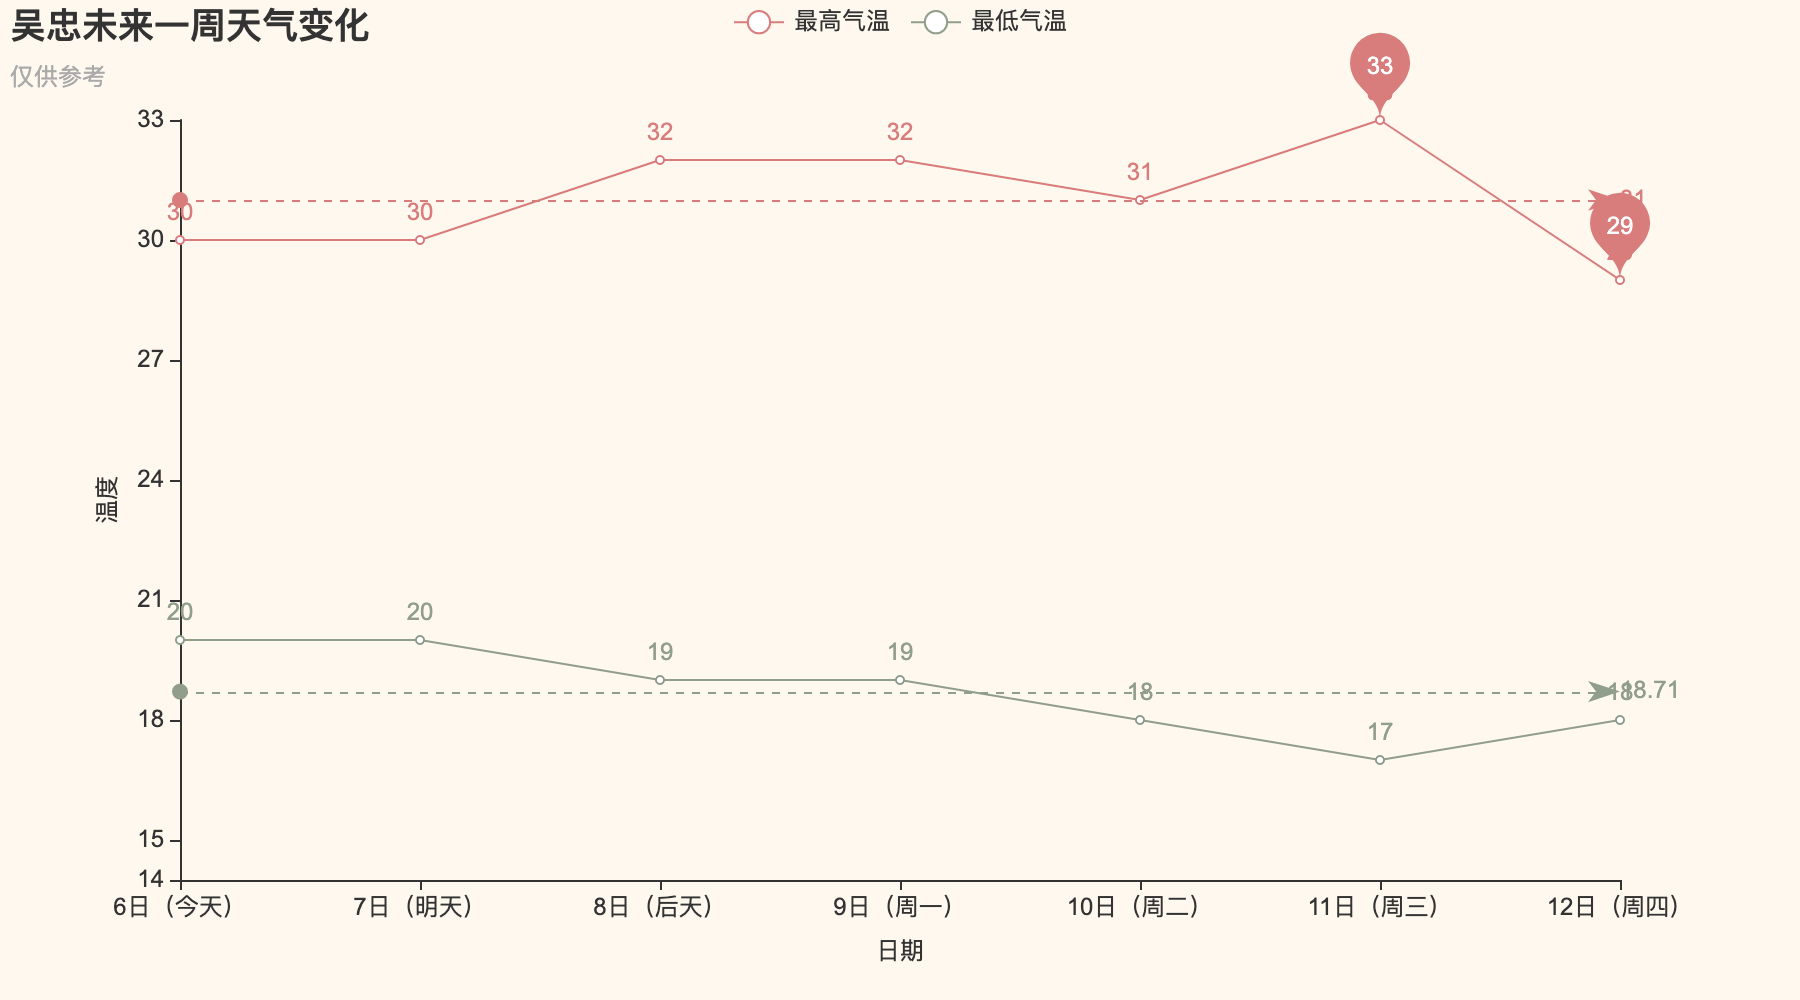 吴忠未来一周天气变化
仅供参考
最高气温
最低气温
33
30
27
24
21
18
15
14
温度
30
30
32
32
31
33
29
31
20
20
19
19
18
17
18
18.71
6日（今天）
7日（明天）
8日（后天）
9日（周一）
10日（周二）
11日（周三）
12日（周四）
日期